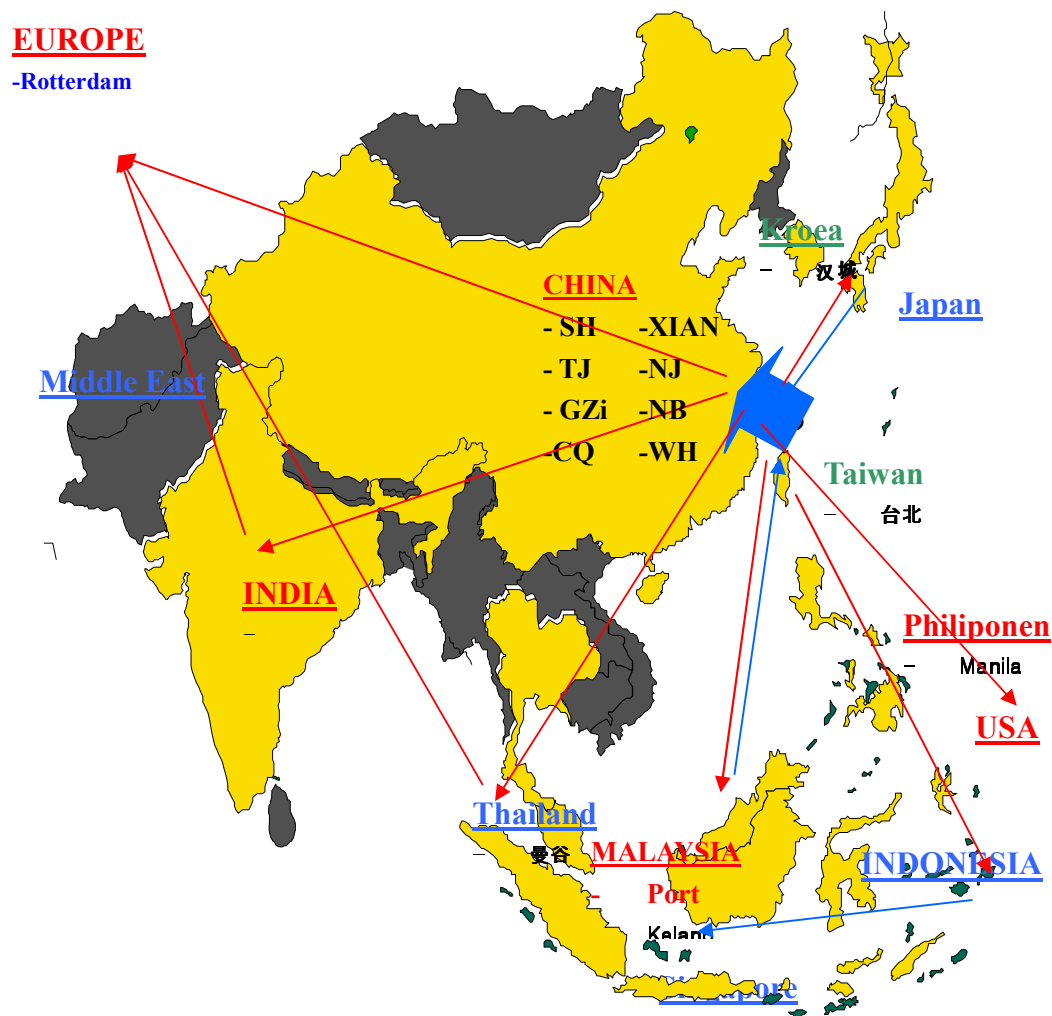 EUROPE
-Rotterdam
Kroea
– 汉城
CHINA
- SH -XIAN
- TJ -NJ
- GZi -NB
-CQ -WH
Japan
Middle East
Taiwan
– 台北
INDIA
–
Philiponen
– Manila
USA
Thailand
– 曼谷
MALAYSIA
- Port
Kelang
INDONESIA
Singapore